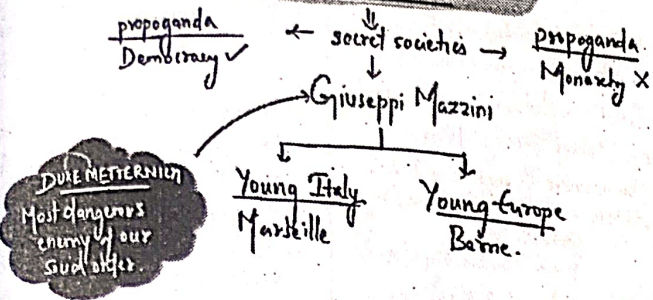 propoganda
Democracy ✓
← secret societies →
propoganda.
Monarchy X
Giuseppi Mazzini
DUKE METTERNICH
Most dangerous
enemy of our
social order.
Young Italy
Marseille
Young Europe
Berne.